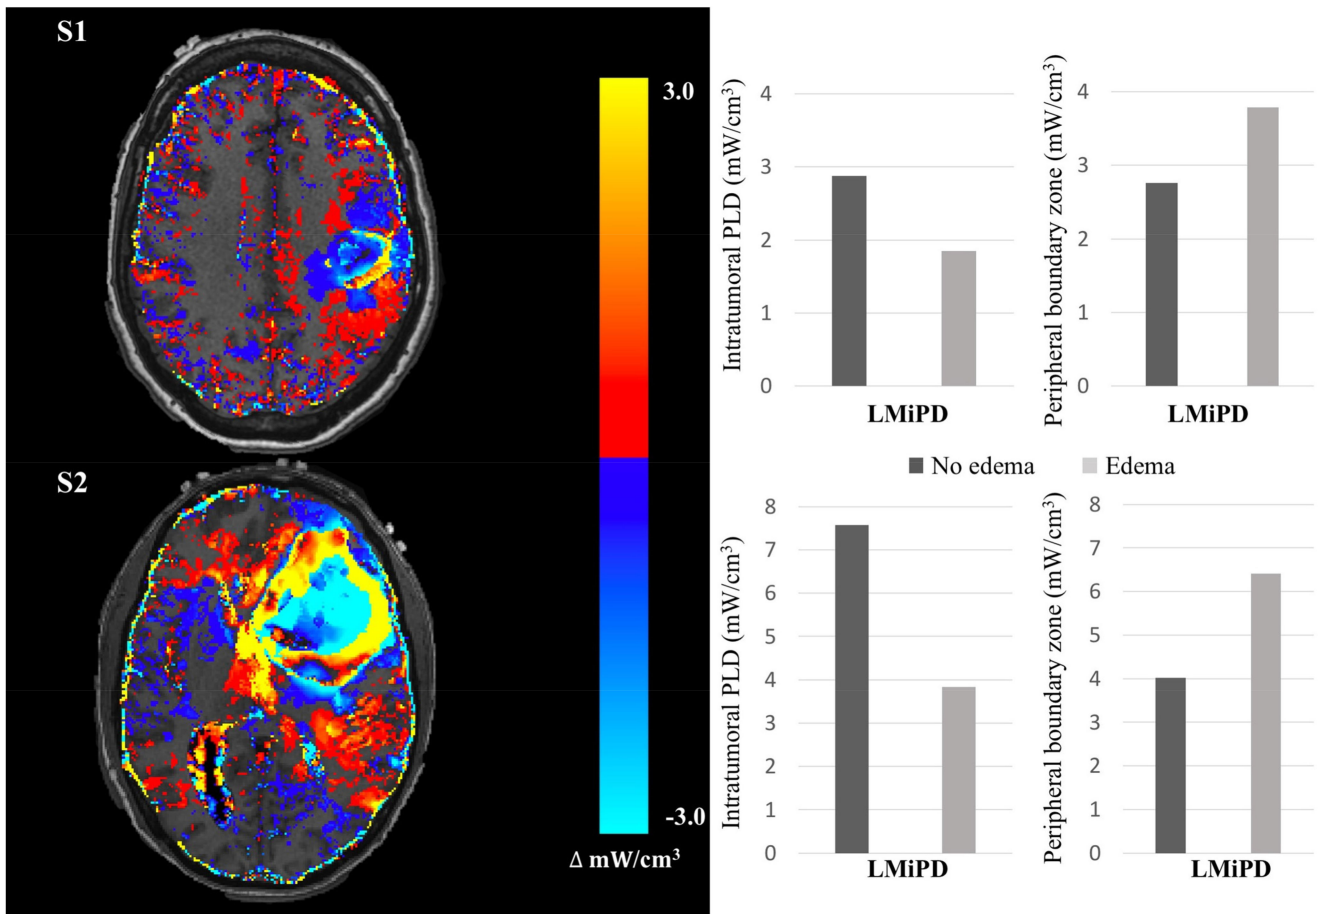 S1
3.0
S2
-3.0
Δ mW/cm³
Intratumoral PLD (mW/cm³)
4
3
2
1
0
LMiPD
Peripheral boundary zone (mW/cm³)
4
3
2
1
0
LMiPD
No edema
Edema
Intratumoral PLD (mW/cm³)
8
7
6
5
4
3
2
1
0
LMiPD
Peripheral boundary zone (mW/cm³)
8
7
6
5
4
3
2
1
0
LMiPD